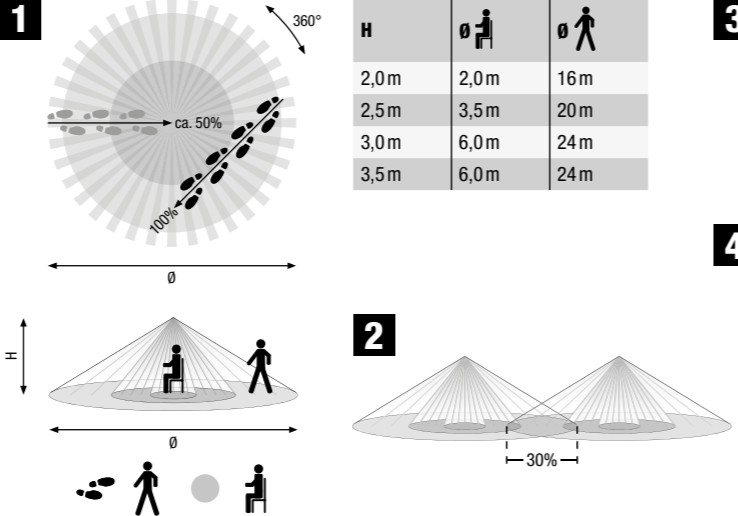 1
360°
ca. 50%
100%
Ø
H
Ø
H Ø Ø
2,0 m 2,0 m 16 m
2,5 m 3,5 m 20 m
3,0 m 6,0 m 24 m
3,5 m 6,0 m 24 m
2
30%
3
4